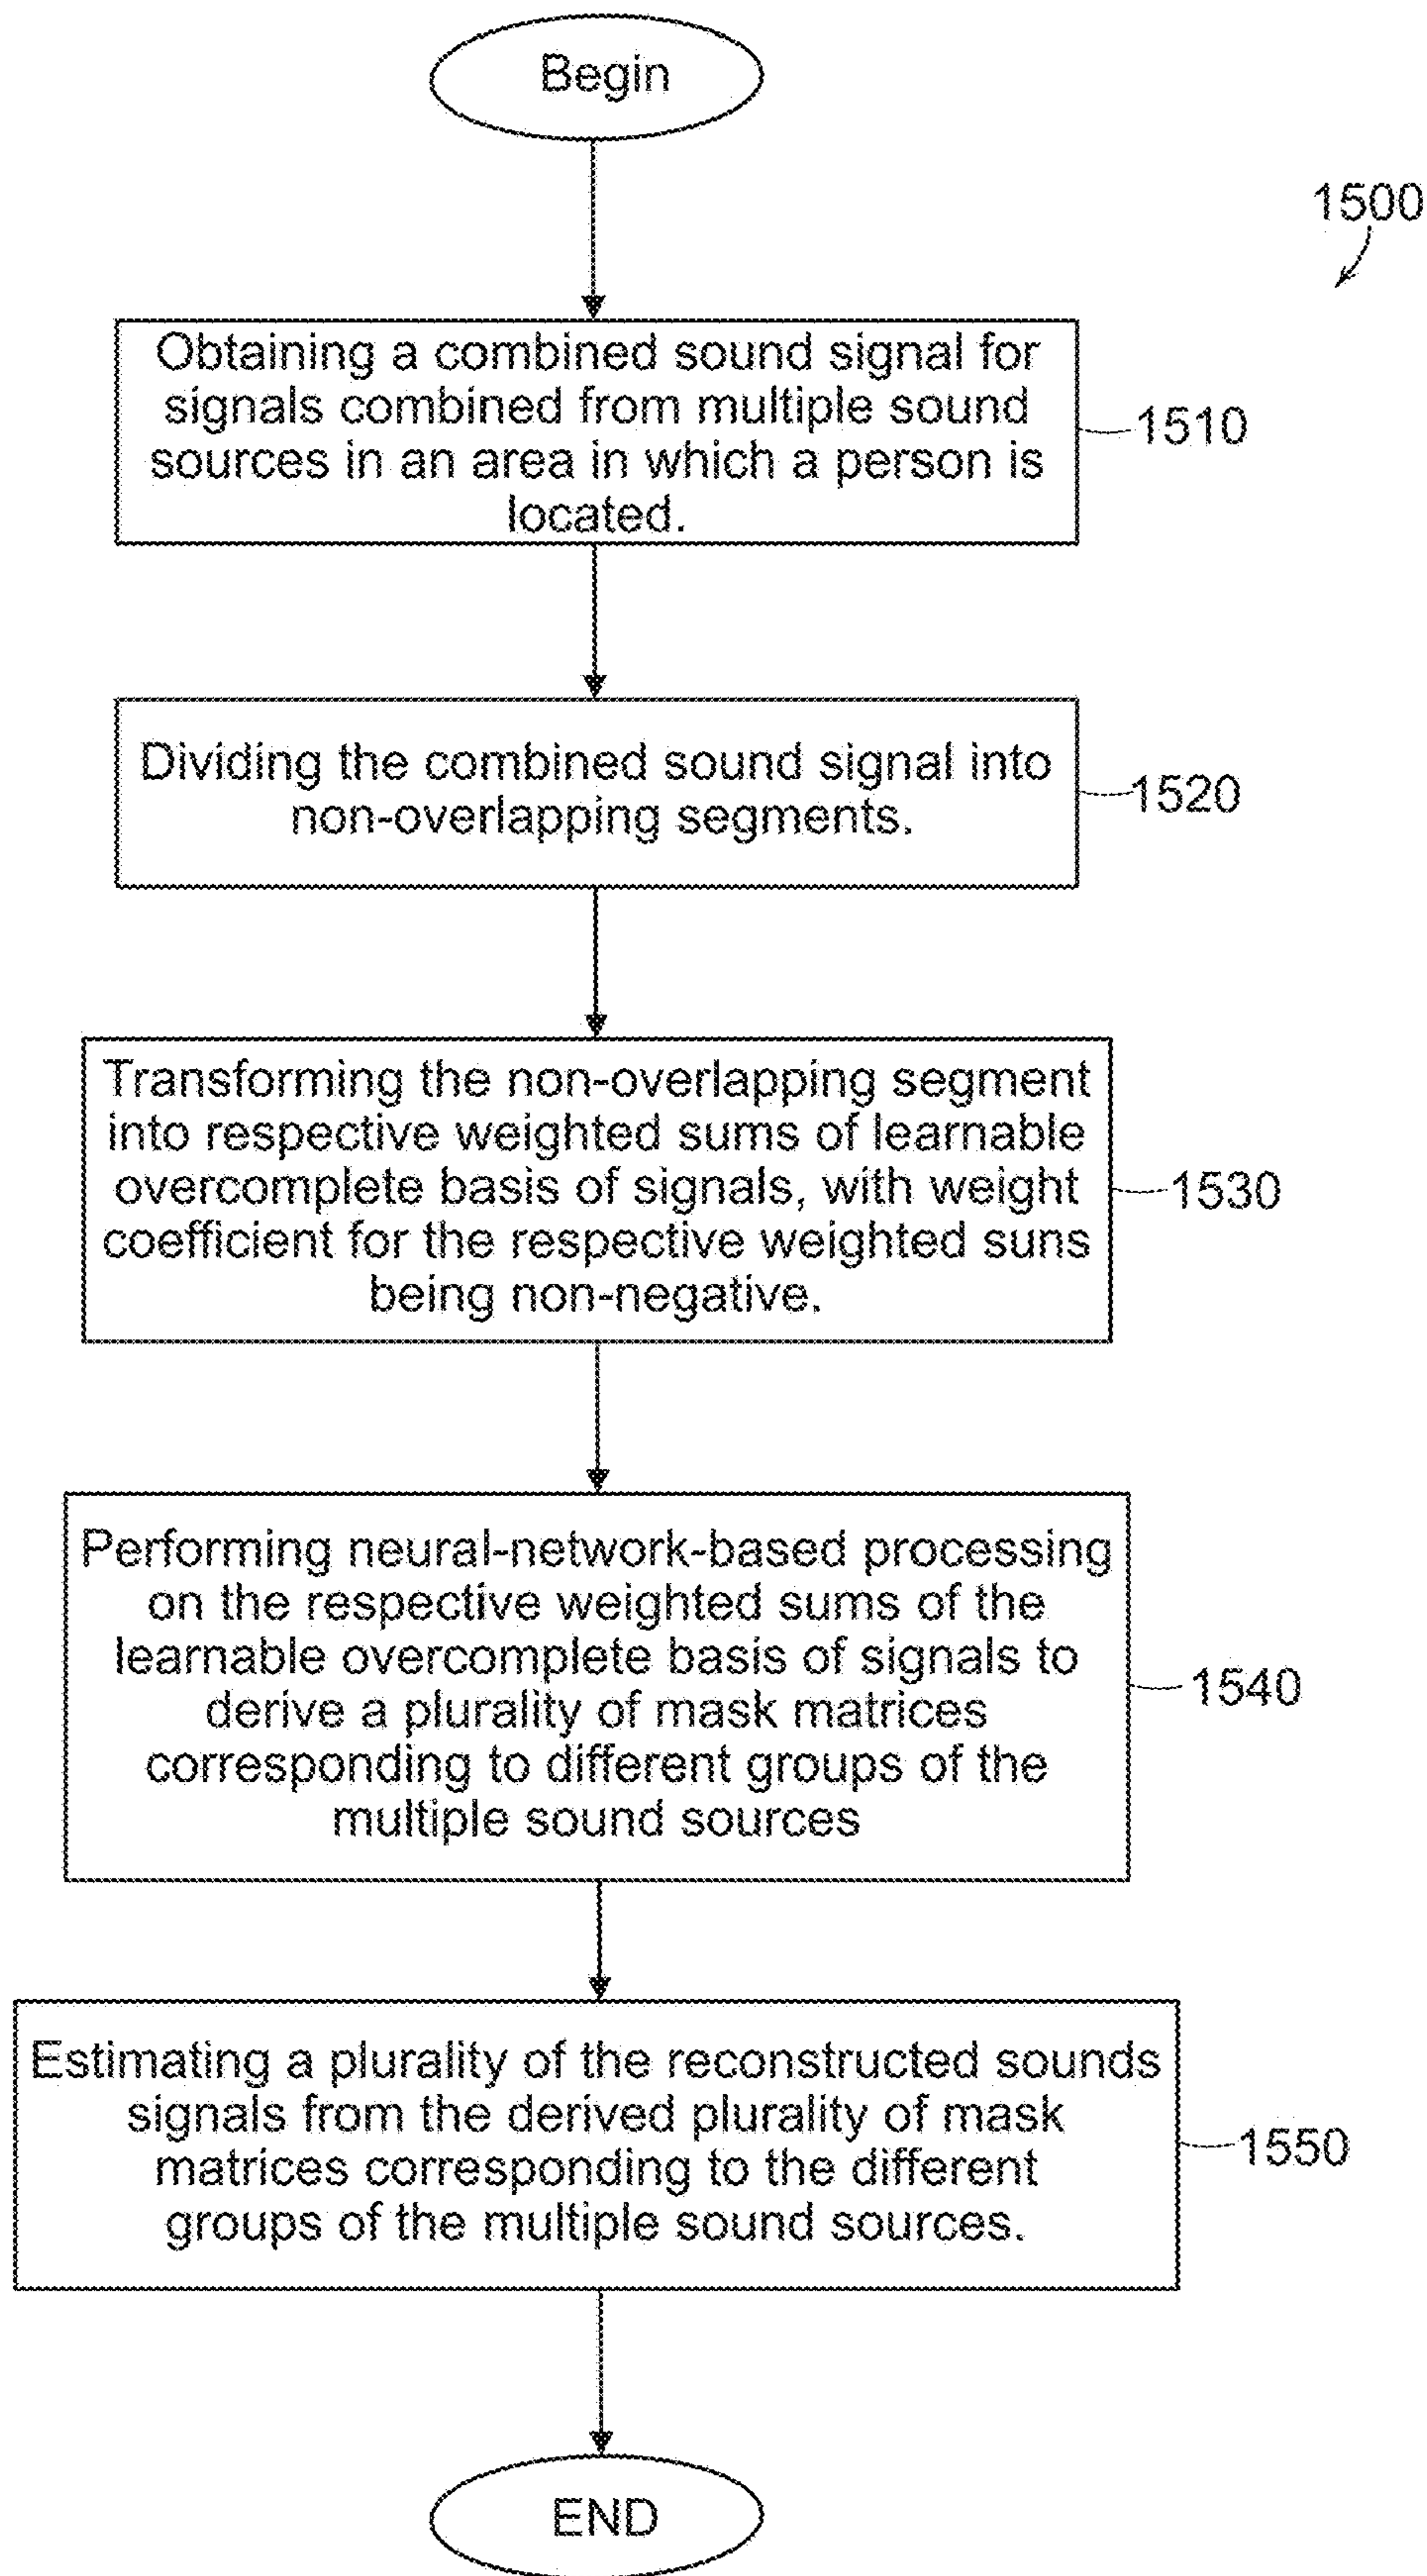 Begin
1500
Obtaining a combined sound signal for
signals combined from multiple sound
sources in an area in which a person is
located.
1510
Dividing the combined sound signal into
non-overlapping segments.
1520
Transforming the non-overlapping segment
into respective weighted sums of learnable
overcomplete basis of signals, with weight
coefficient for the respective weighted suns
being non-negative.
1530
Performing neural-network-based processing
on the respective weighted sums of the
learnable overcomplete basis of signals to
derive a plurality of mask matrices
corresponding to different groups of the
multiple sound sources
1540
Estimating a plurality of the reconstructed sounds
signals from the derived plurality of mask
matrices corresponding to the different
groups of the multiple sound sources.
1550
END